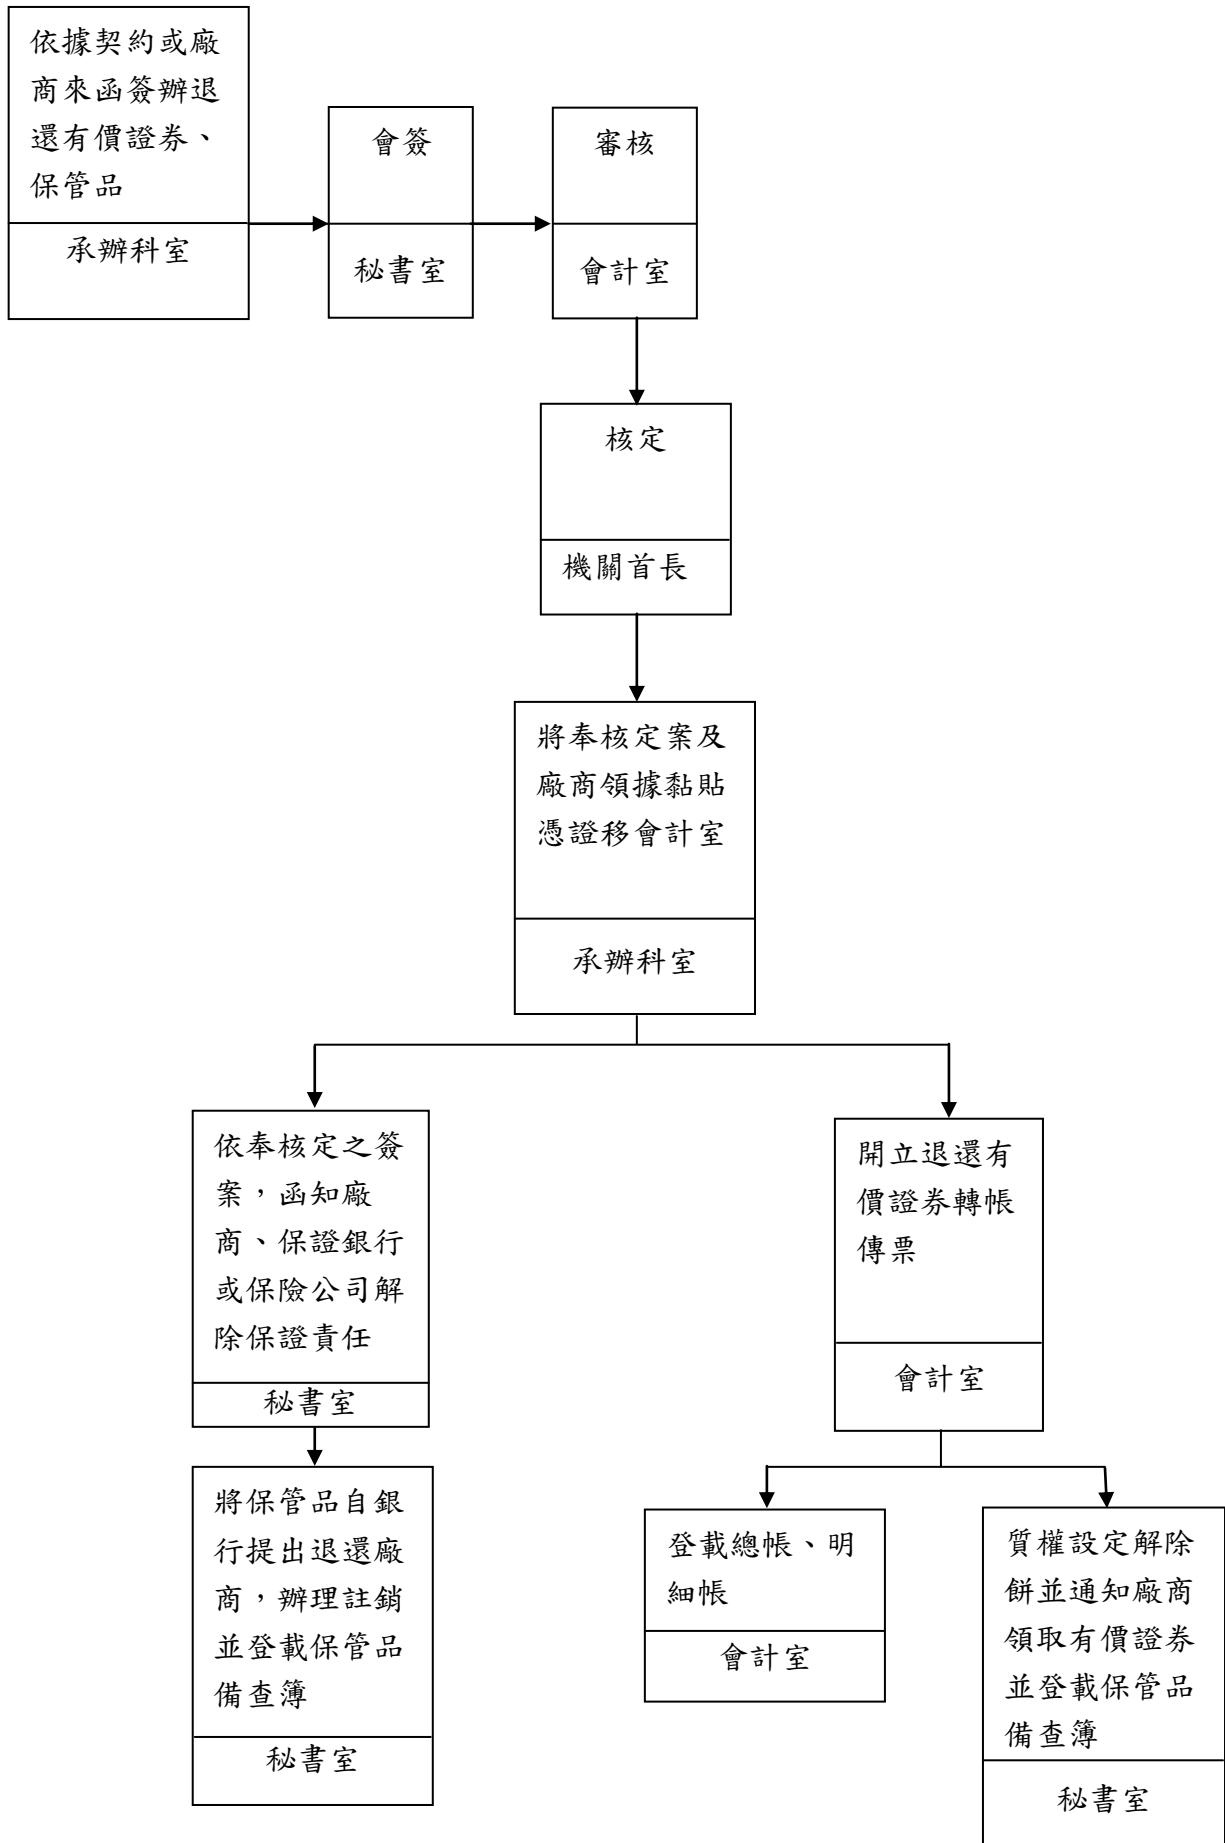 依據契約或廠
商來函簽辦退
還有價證券、
保管品
承辦科室
會簽
秘書室
審核
會計室
核定
機關首長
將奉核定案及
廠商領據黏貼
憑證移會計室
承辦科室
依奉核定之簽
案，函知廠
商、保證銀行
或保險公司解
除保證責任
秘書室
將保管品自銀
行提出退還廠
商，辦理註銷
並登載保管品
備查簿
秘書室
開立退還有
價證券轉帳
傳票
會計室
登載總帳、明
細帳
會計室
質權設定解除
餅並通知廠商
領取有價證券
並登載保管品
備查簿
秘書室